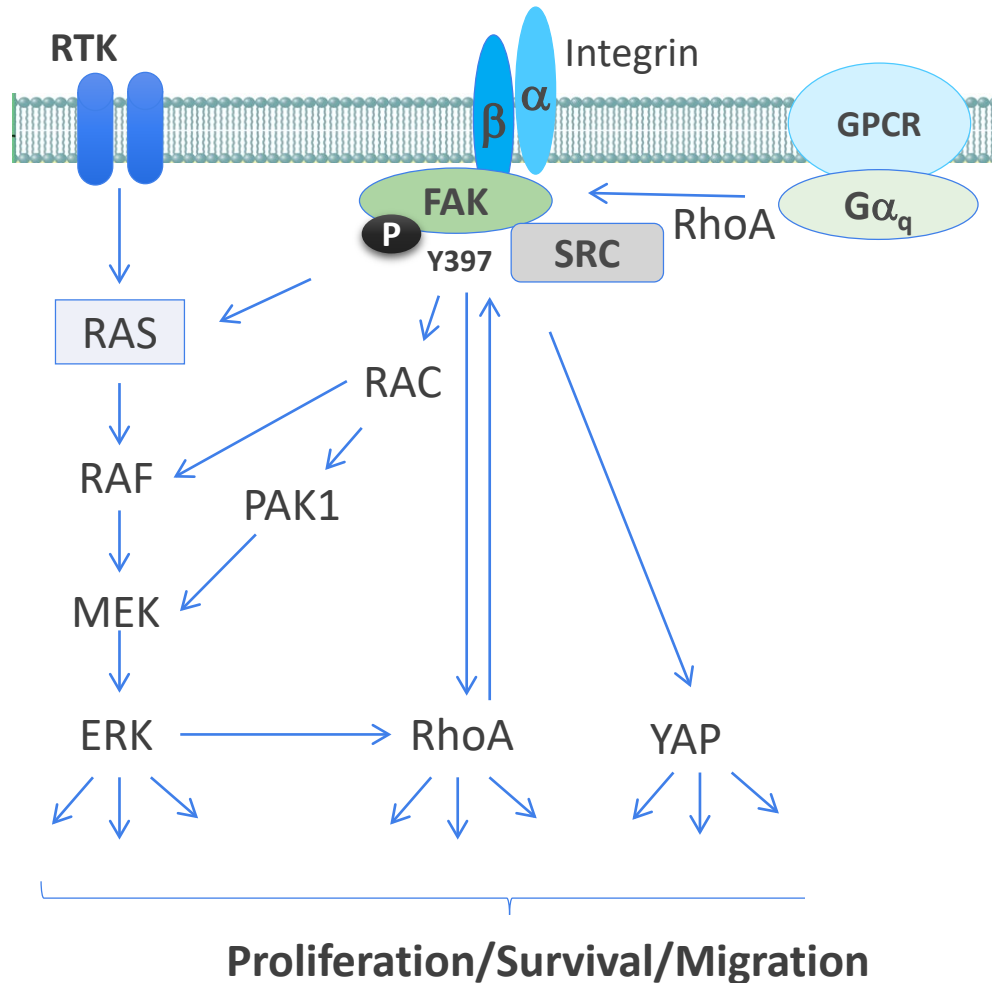 RTK
Integrin
α
β
GPCR
FAK
Gαq
P
RhoA
Y397
SRC
RAS
RAC
RAF
PAK1
MEK
ERK
RhoA
YAP
Proliferation/Survival/Migration